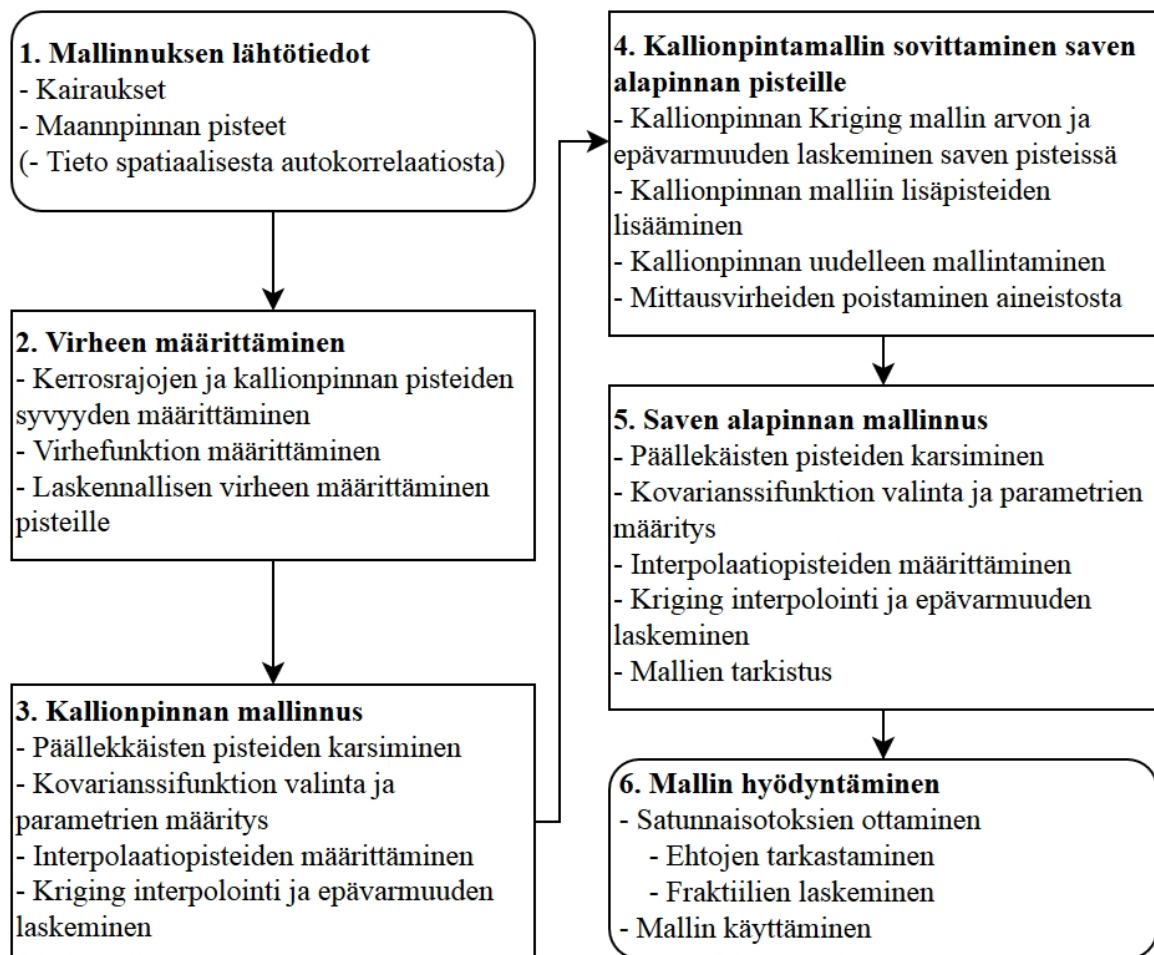 1. Mallinnuksen lähtötiedot
- Kairaukset
- Maannpinnan pisteet
(- Tieto spatiaalisesta autokorrelaatiosta)
2. Virheen määrittäminen
- Kerrosrajojen ja kallionpinnan pisteiden
syvyyden määrittäminen
- Virhefunktion määrittäminen
- Laskennallisen virheen määrittäminen
pisteille
3. Kallionpinnan mallinnus
- Päällekkäisten pisteiden karsiminen
- Kovarianssifunktion valinta ja
parametrien määritys
- Interpolaatiopisteiden määrittäminen
- Kriging interpolointi ja epävarmuuden
laskeminen
4. Kallionpintamallin sovittaminen saven
alapinnan pisteille
- Kallionpinnan Kriging mallin arvon ja
epävarmuuden laskeminen saven pisteissä
- Kallionpinnan malliin lisäpisteiden
lisääminen
- Kallionpinnan uudelleen mallintaminen
- Mittausvirheiden poistaminen aineistosta
5. Saven alapinnan mallinnus
- Päällekäisten pisteiden karsiminen
- Kovarianssifunktion valinta ja parametrien
määritys
- Interpolaatiopisteiden määrittäminen
- Kriging interpolointi ja epävarmuuden
laskeminen
- Mallien tarkistus
6. Mallin hyödyntäminen
- Satunnaisotoksien ottaminen
- Ehtojen tarkastaminen
- Fraktiilien laskeminen
- Mallin käyttäminen